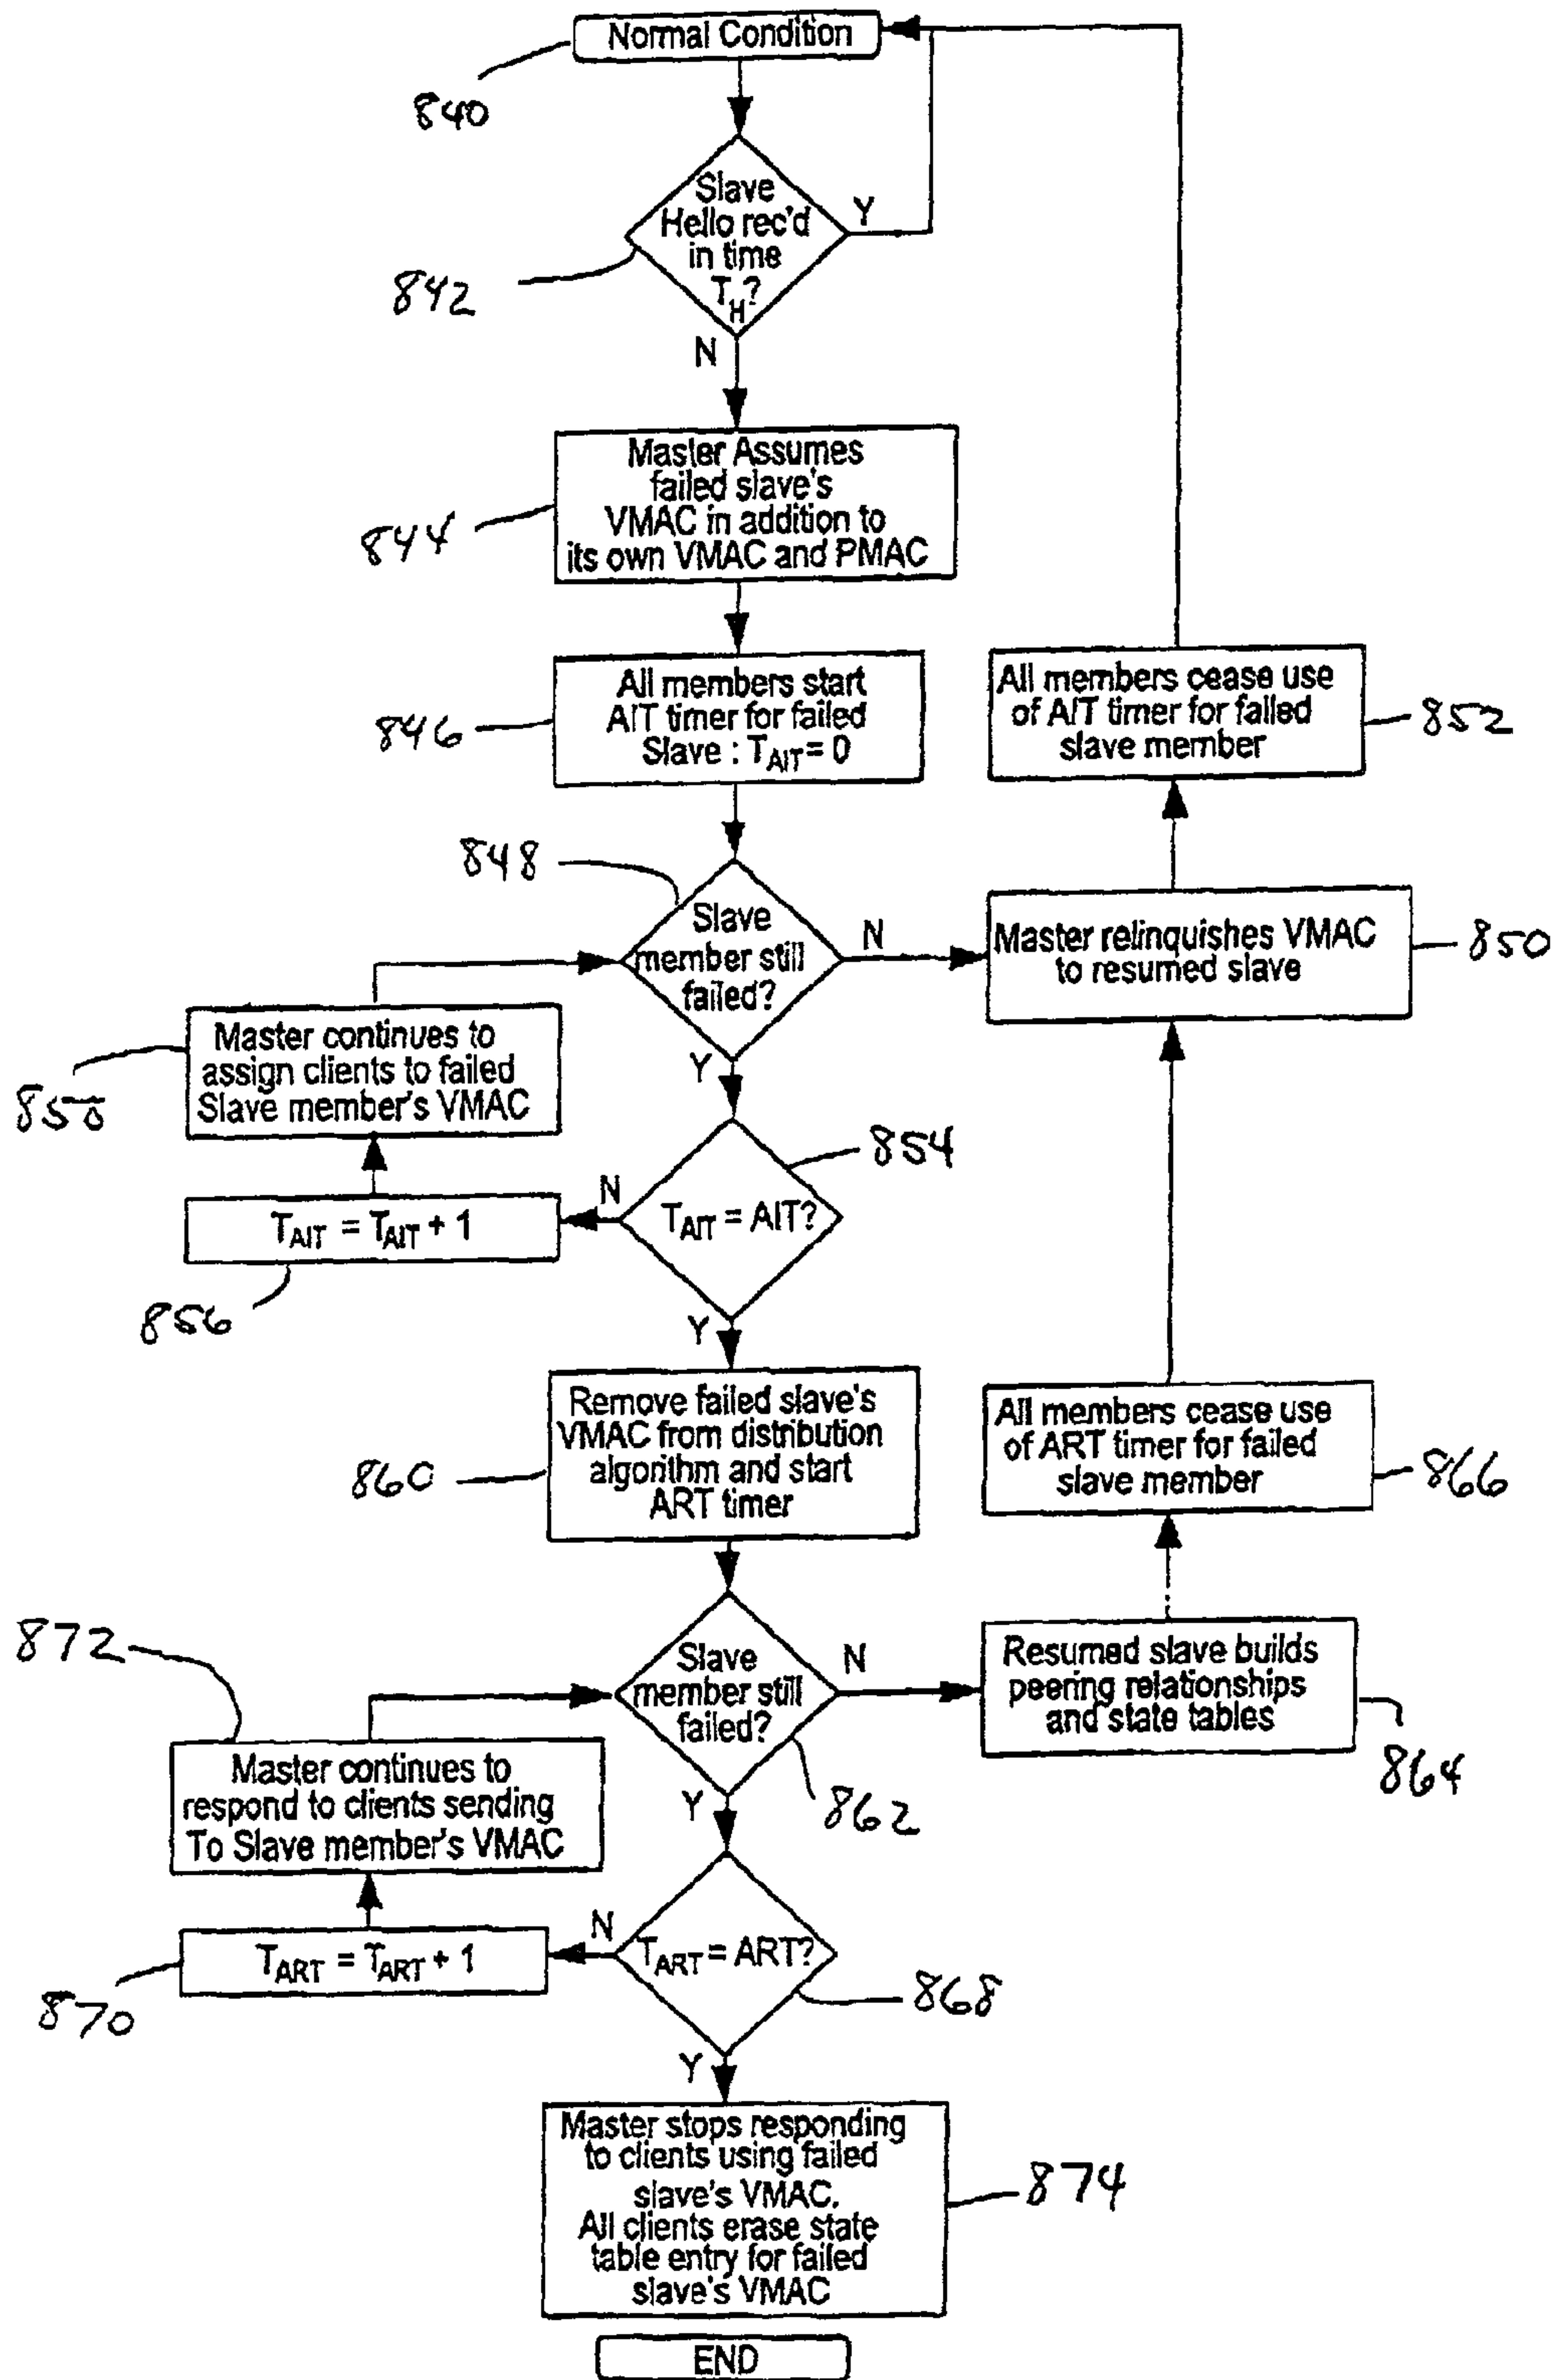 Normal Condition
840
Slave
Hello rec'd
in time
T_H?
Y
842
N
Master Assumes
failed slave's
VMAC in addition to
its own VMAC and PMAC
844
All members start
AIT timer for failed
Slave : T_AIT = 0
846
All members cease use
of AIT timer for failed
slave member
852
848
Slave
member still
failed?
N
Master relinquishes VMAC
to resumed slave
850
Y
Master continues to
assign clients to failed
Slave member's VMAC
858
854
T_AIT = AIT?
N
T_AIT = T_AIT + 1
856
Y
Remove failed slave's
VMAC from distribution
algorithm and start
ART timer
860
All members cease use
of ART timer for failed
slave member
866
Slave
member still
failed?
N
Resumed slave builds
peering relationships
and state tables
864
862
Y
872
Master continues to
respond to clients sending
To Slave member's VMAC
T_ART = ART?
N
T_ART = T_ART + 1
870
868
Y
Master stops responding
to clients using failed
slave's VMAC.
All clients erase state
table entry for failed
slave's VMAC
874
END